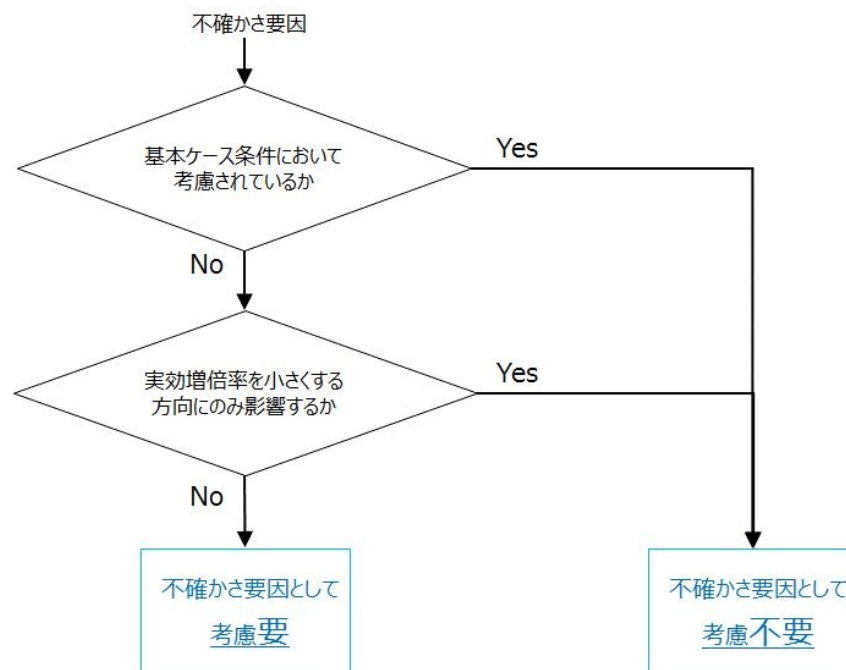 不確かさ要因
基本ケース条件において
考慮されているか
Yes
No
実効増倍率を小さくする
方向にのみ影響するか
Yes
No
不確かさ要因として
考慮要
不確かさ要因として
考慮不要